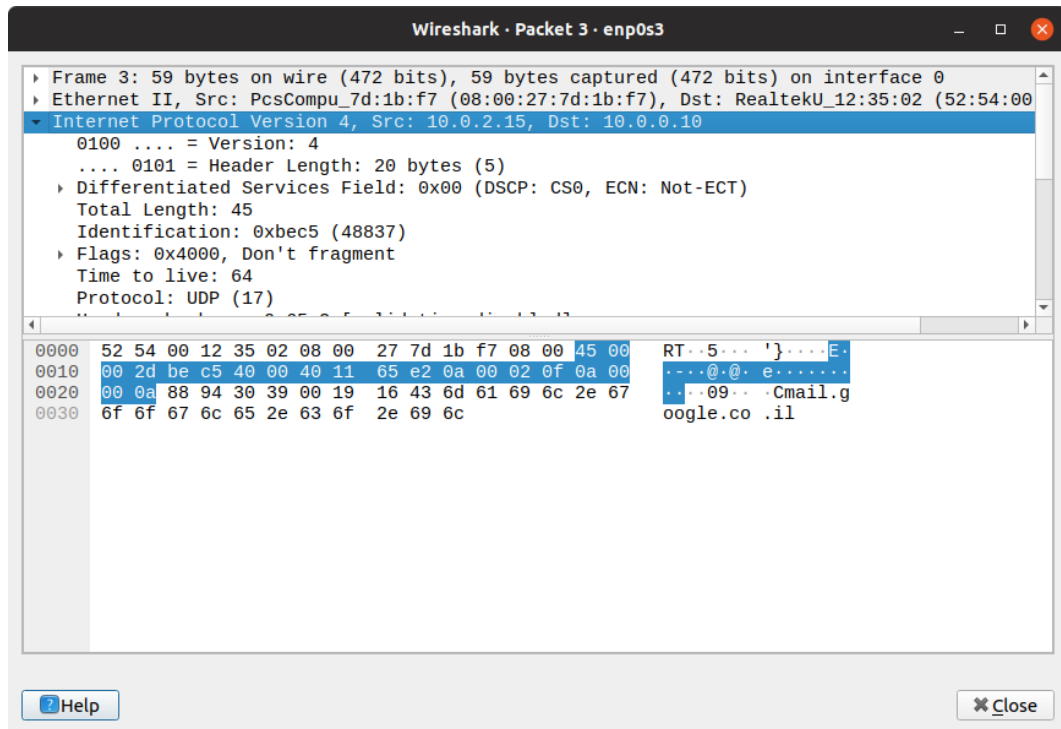 Wireshark · Packet 3 · enp0s3
Frame 3: 59 bytes on wire (472 bits), 59 bytes captured (472 bits) on interface 0
Ethernet II, Src: PcsCompu_7d:1b:f7 (08:00:27:7d:1b:f7), Dst: RealtekU_12:35:02 (52:54:00
Internet Protocol Version 4, Src: 10.0.2.15, Dst: 10.0.0.10
0100 .... = Version: 4
.... 0101 = Header Length: 20 bytes (5)
Differentiated Services Field: 0x00 (DSCP: CS0, ECN: Not-ECT)
Total Length: 45
Identification: 0xbec5 (48837)
Flags: 0x4000, Don't fragment
Time to live: 64
Protocol: UDP (17)
0000 52 54 00 12 35 02 08 00 27 7d 1b f7 08 00 45 00 RT··5··· '}····E·
0010 00 2d be c5 40 00 40 11 65 e2 0a 00 02 0f 0a 00 ·-··@·@· e·······
0020 00 0a 88 94 30 39 00 19 16 43 6d 61 69 6c 2e 67 ····09·· ·Cmail.g
0030 6f 6f 67 6c 65 2e 63 6f 2e 69 6c oogle.co .il
Help
Close